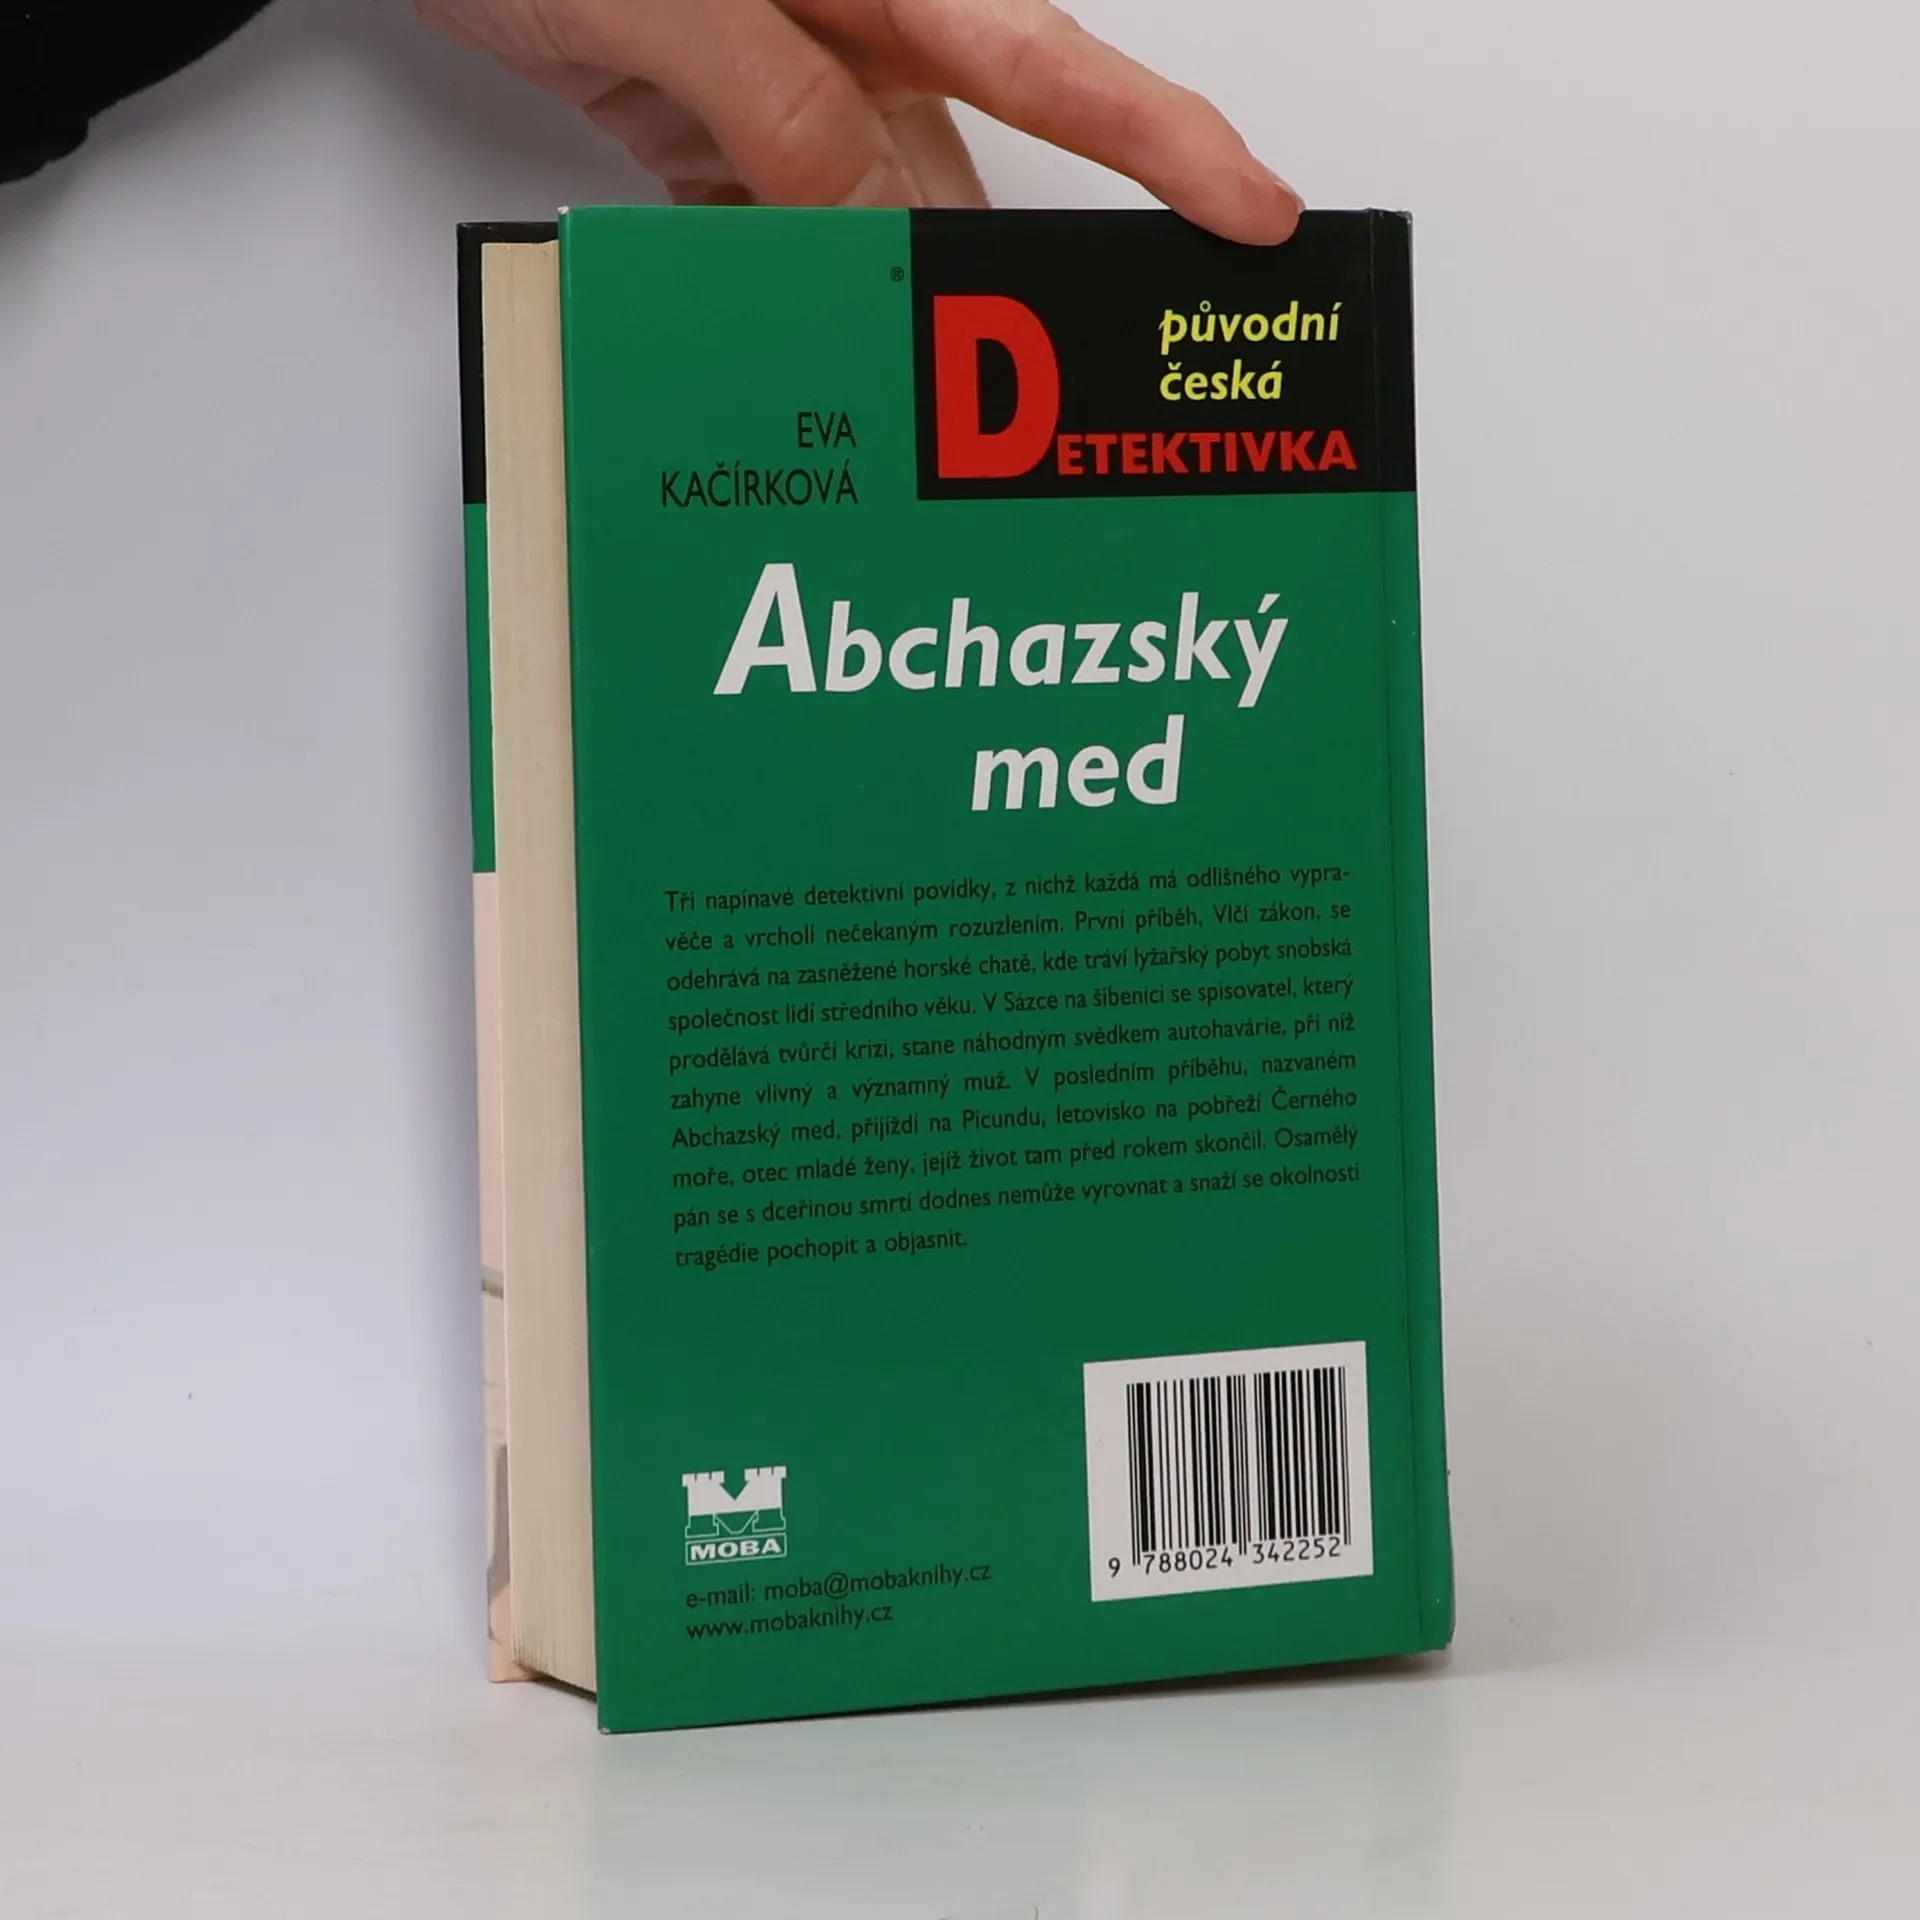 ®
původní
česká
DETEKTIVKA
EVA
KAČÍRKOVÁ
Abchazský
med
Tři napínavé detektivní povídky, z nichž každá má odlišného vypra-
věče a vrcholí nečekaným rozuzlením. První příběh, Vlčí zákon, se
odehrává na zasněžené horské chatě, kde tráví lyžařský pobyt snobská
společnost lidí středního věku. V Sázce na šibenici se spisovatel, který
prodělává tvůrčí krizi, stane náhodným svědkem autohavárie, při níž
zahyne vlivný a významný muž. V posledním příběhu, nazvaném
Abchazský med, přijíždí na Picundu, letovisko na pobřeží Černého
moře, otec mladé ženy, jejíž život tam před rokem skončil. Osamělý
pán se s dceřinou smrtí dodnes nemůže vyrovnat a snaží se okolnosti
tragédie pochopit a objasnit.
MOBA
e-mail: moba@mobaknihy.cz
www.mobaknihy.cz
9 788024 342252